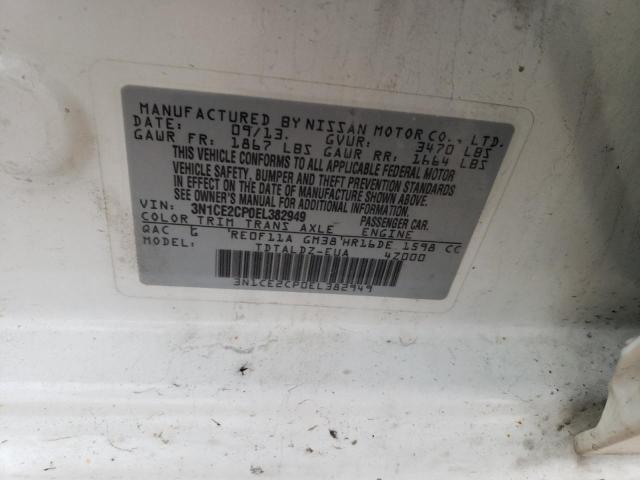 MANUFACTURED BY NISSAN MOTOR CO., LTD.
DATE: 09/13. GVWR: 3470 LBS
GAWR FR: 1867 LBS GAWR RR: 1664 LBS
THIS VEHICLE CONFORMS TO ALL APPLICABLE FEDERAL MOTOR
VEHICLE SAFETY, BUMPER AND THEFT PREVENTION STANDARDS
IN EFFECT ON THE DATE OF MANUFACTURE SHOWN ABOVE.
SEE OWNERS MANUAL FOR ADDITIONAL INFORMATION
VIN: 3N1CE2CP0EL382949 PASSENGER CAR.
COLOR TRIM TRANS AXLE ENGINE
QAC G RE0F11A GM38 HR16DE 1598 CC
TDTALDZ-EUA 4Z000
3N1CE2CP0EL382949